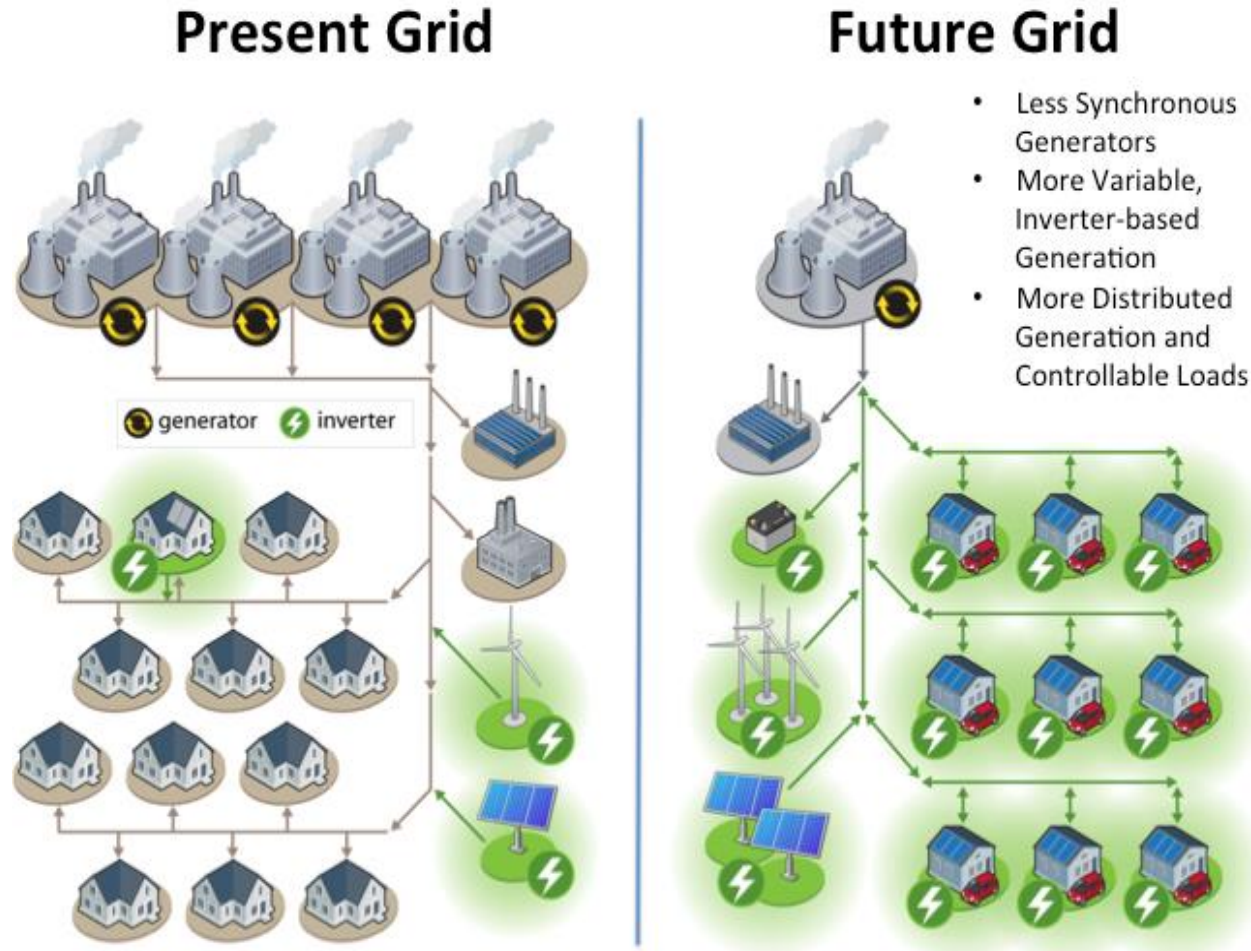 Present Grid
Future Grid
• Less Synchronous
Generators
• More Variable,
Inverter-based
Generation
• More Distributed
Generation and
Controllable Loads
generator inverter